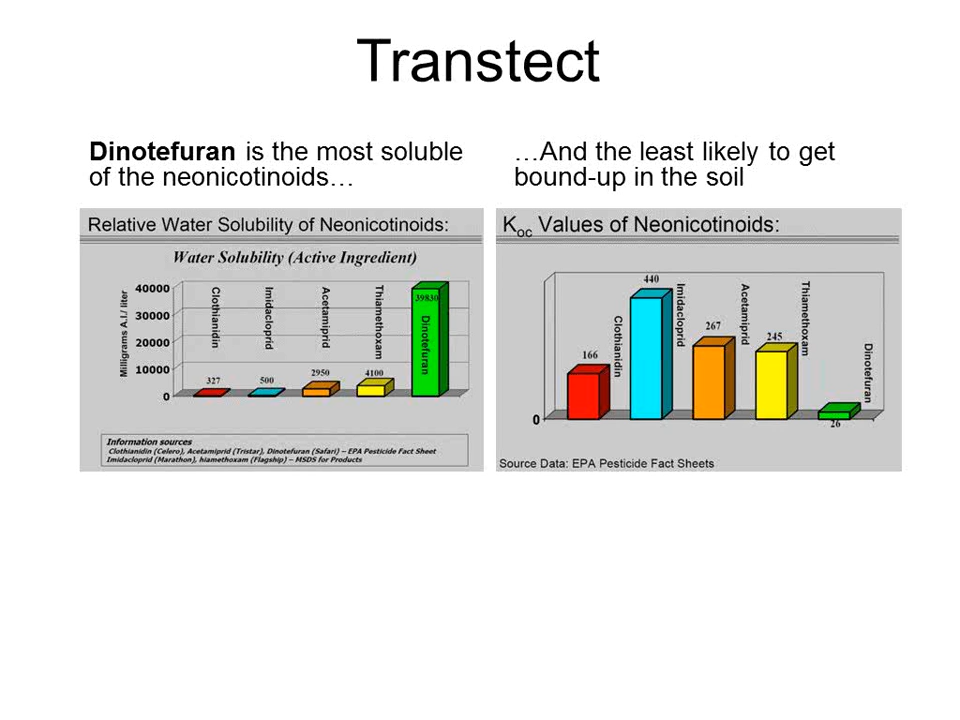 Transtect
Dinotefuran is the most soluble
of the neonicotinoids…
…And the least likely to get
bound-up in the soil
Relative Water Solubility of Neonicotinoids:
Water Solubility (Active Ingredient)
Milligrams A.I./ liter
40000
30000
20000
10000
0
Clothianidin
Imidacloprid
Acetamiprid
Thiamethoxam
Dinotefuran
327
500
2950
4100
39830
Information sources
Clothianidin (Celero), Acetamiprid (Tristar), Dinotefuran (Safari) – EPA Pesticide Fact Sheet
Imidacloprid (Marathon), hiamethoxam (Flagship) – MSDS for Products
Koc Values of Neonicotinoids:
0
166
Clothianidin
440
Imidacloprid
267
Acetamiprid
245
Thiamethoxam
26
Dinotefuran
Source Data: EPA Pesticide Fact Sheets